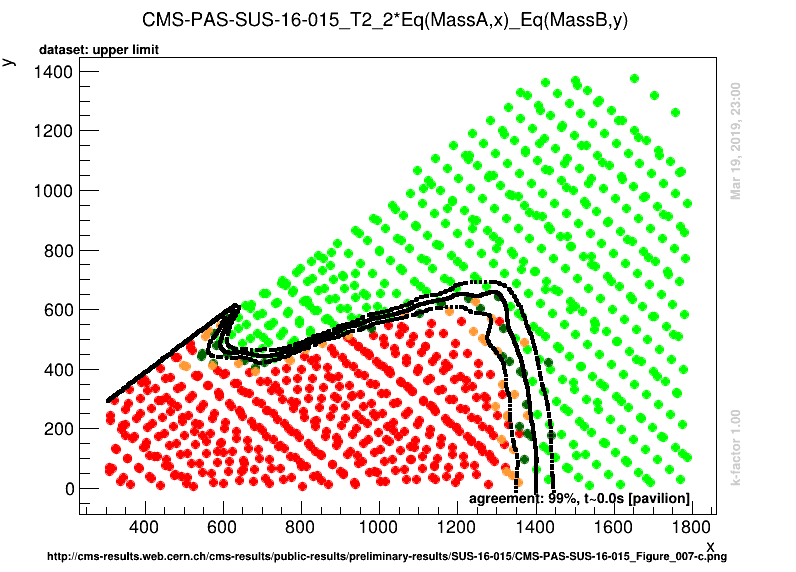 CMS-PAS-SUS-16-015_T2_2*Eq(MassA,x)_Eq(MassB,y)
dataset: upper limit
y
1400
1200
1000
800
600
400
200
0
400
600
800
1000
1200
1400
1600
1800
x
agreement: 99%, t~0.0s [pavilion]
http://cms-results.web.cern.ch/cms-results/public-results/preliminary-results/SUS-16-015/CMS-PAS-SUS-16-015_Figure_007-c.png
Mar 19, 2019, 23:00
k-factor 1.00